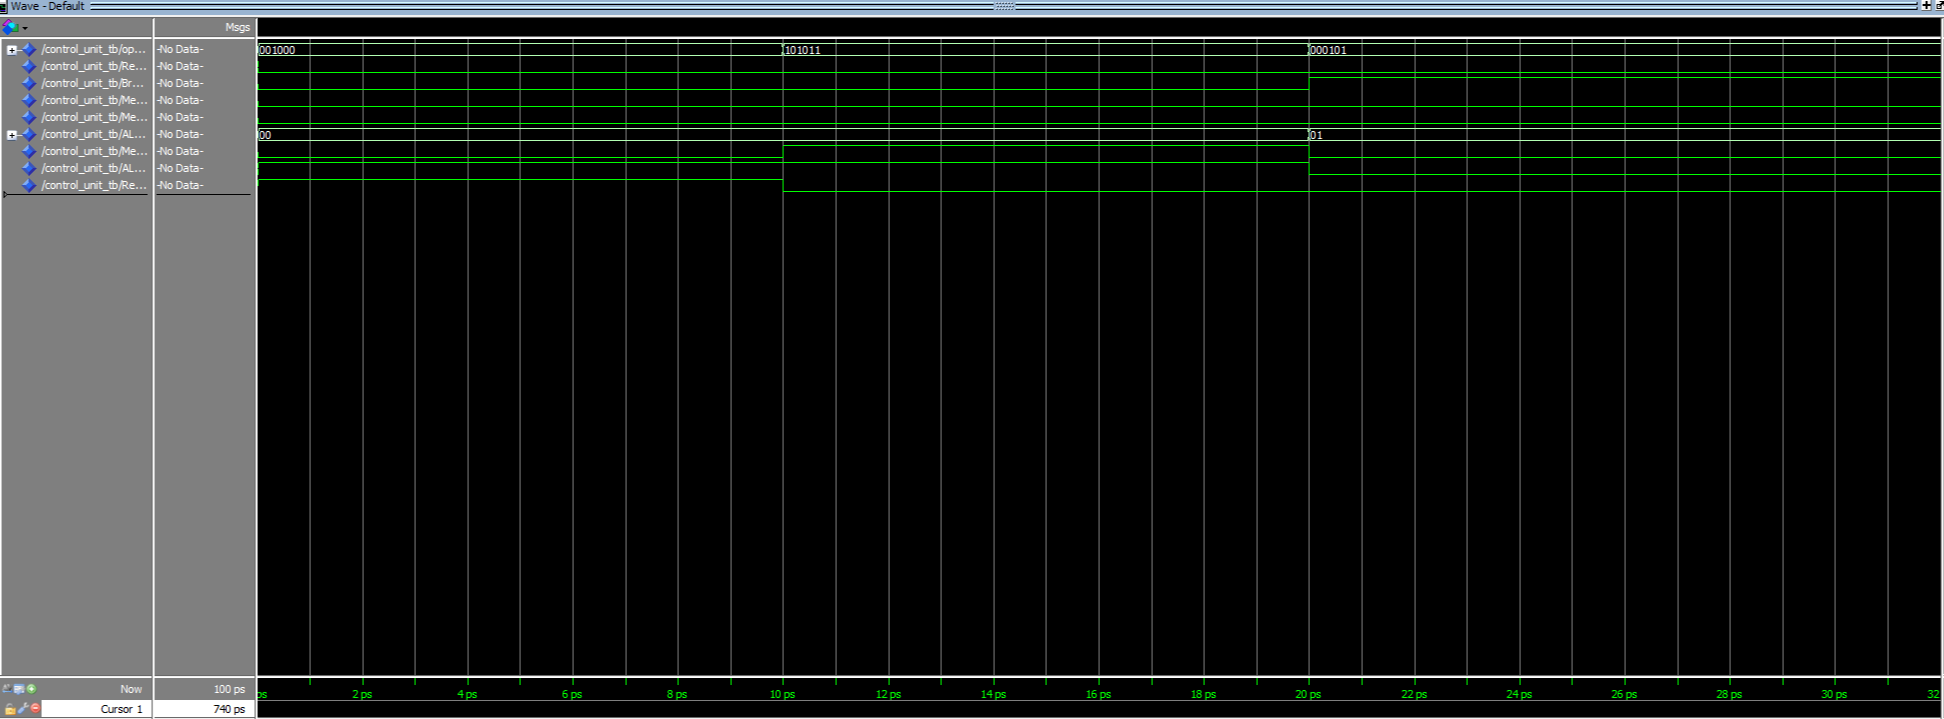 Wave - Default
Msgs
/control_unit_tb/op... -No Data- 001000 101011 000101
/control_unit_tb/Re... -No Data-
/control_unit_tb/Br... -No Data-
/control_unit_tb/Me... -No Data-
/control_unit_tb/Me... -No Data-
/control_unit_tb/AL... -No Data- 00 01
/control_unit_tb/Me... -No Data-
/control_unit_tb/AL... -No Data-
/control_unit_tb/Re... -No Data-
Now 100 ps ps 2 ps 4 ps 6 ps 8 ps 10 ps 12 ps 14 ps 16 ps 18 ps 20 ps 22 ps 24 ps 26 ps 28 ps 30 ps 32
Cursor 1 740 ps